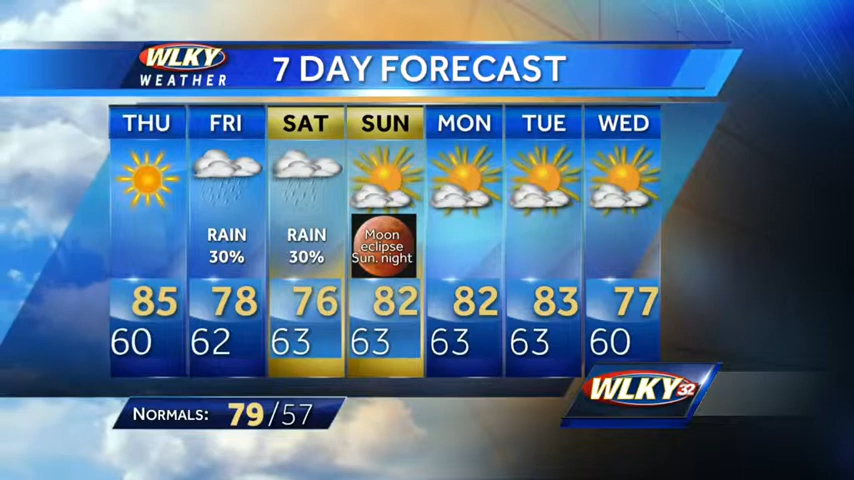 WLKY
WEATHER
7 DAY FORECAST
THU FRI SAT SUN MON TUE WED
RAIN
30%
RAIN
30%
Moon
eclipse
Sun. night
85 78 76 82 82 83 77
60 62 63 63 63 63 60
WLKY 32
NORMALS: 79/57